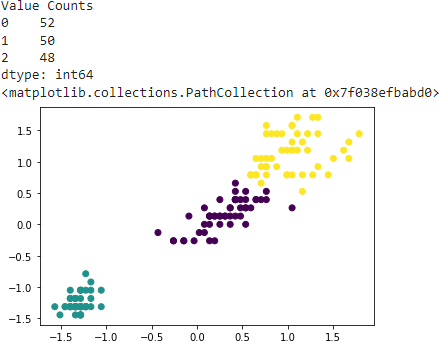 Value Counts
0 52
1 50
2 48
dtype: int64
<matplotlib.collections.PathCollection at 0x7f038efbabd0>
1.5
1.0
0.5
0.0
−0.5
−1.0
−1.5
−1.5 −1.0 −0.5 0.0 0.5 1.0 1.5